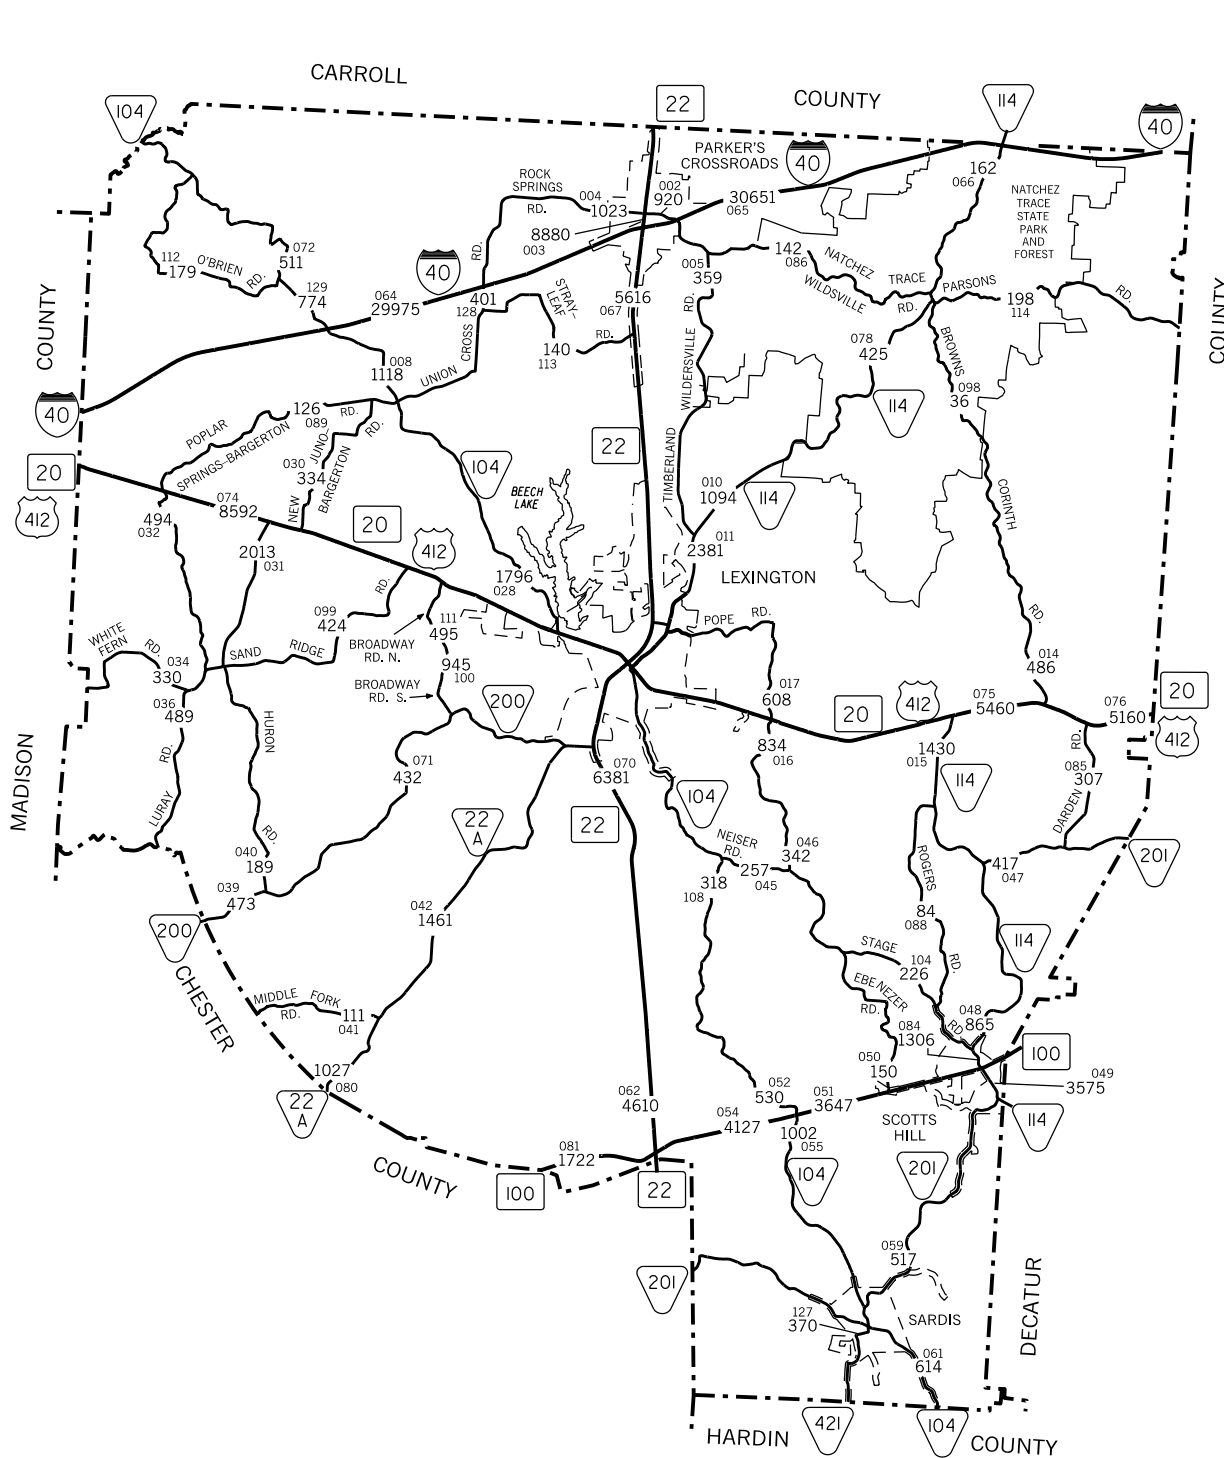 CARROLL
COUNTY
104
22
114
40
PARKER'S
CROSSROADS
40
162
066
NATCHEZ
TRACE
STATE
PARK
AND
FOREST
ROCK
SPRINGS
RD.
004
1023
002
920
30651
065
8880
003
072
511
112
179
O'BRIEN
RD.
RD.
40
129
774
064
29975
401
128
STRAY-
LEAF
RD.
5616
067
005
359
142
086
NATCHEZ
TRACE
WILDSVILLE
RD.
PARSONS
198
114
RD.
COUNTY
COUNTY
140
113
CROSS
UNION
008
1118
RD.
WILDERSVILLE
TIMBERLAND
078
425
BROWNS
098
36
114
40
126
089
RD.
POPLAR
SPRINGS-BARGERTON
030
334
NEW
JUNO-
BARGERTON
RD.
104
22
20
412
494
032
074
8592
20
412
BEECH
LAKE
010
1094
114
CORINTH
RD.
011
2381
LEXINGTON
2013
031
1796
028
099
424
RD.
RIDGE
SAND
111
495
BROADWAY
RD. N.
945
100
BROADWAY
RD. S.
POPE
RD.
WHITE
FERN
RD.
034
330
036
489
200
017
608
014
486
20
412
075
5460
076
5160
20
412
HURON
RD.
RD.
LURAY
MADISON
071
432
070
6381
834
016
1430
015
114
RD.
085
307
DARDEN
22
A
22
104
NEISER
RD.
257
045
046
342
ROGERS
RD.
417
047
201
040
189
039
473
318
108
84
088
200
042
1461
STAGE
104
226
RD.
114
CHESTER
MIDDLE
FORK
RD.
111
041
EBENEZER
RD.
084
1306
048
865
100
1027
080
22
A
050
150
049
3575
062
4610
052
530
051
3647
SCOTTS
HILL
114
054
4127
1002
055
081
1722
COUNTY
100
22
104
201
059
517
201
127
370
SARDIS
DECATUR
061
614
HARDIN
421
104
COUNTY